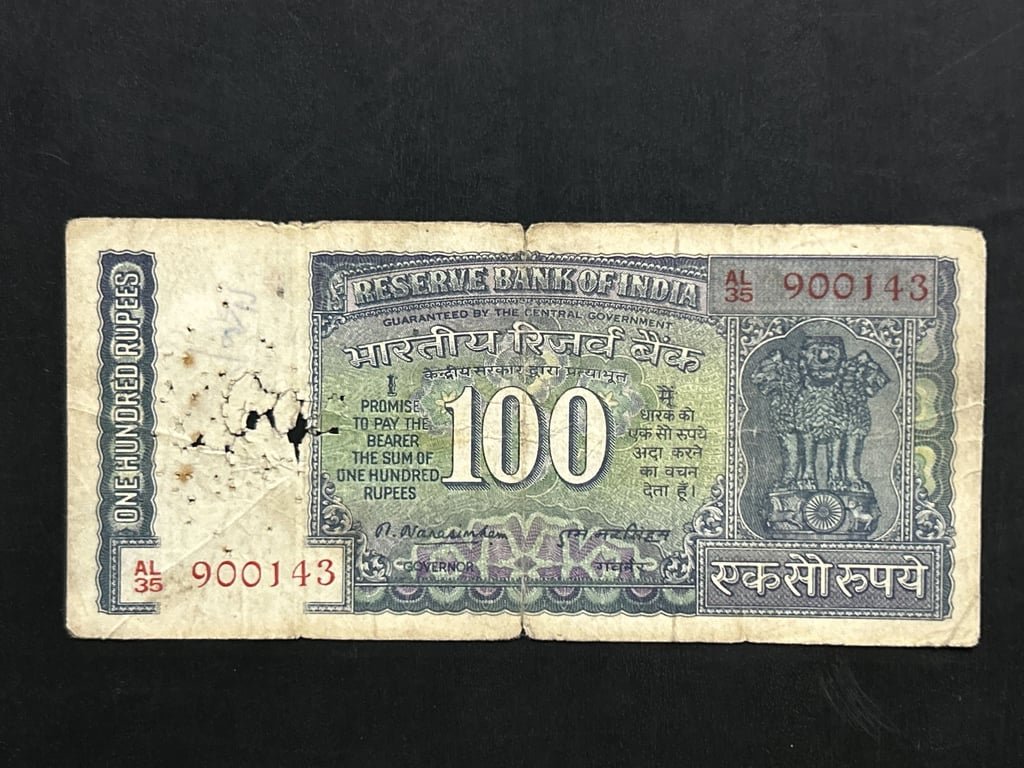 ONE HUNDRED RUPEES
RESERVE BANK OF INDIA
AL
35 900143
GUARANTEED BY THE CENTRAL GOVERNMENT
भारतीय रिज़र्व बैंक
केन्द्रीय सरकार द्वारा प्रत्याभूत
I
PROMISE
TO PAY THE
BEARER
THE SUM OF
ONE HUNDRED
RUPEES
100
मैं
धारक को
एक सौ रुपये
अदा करने
का वचन
देता हूँ।
M. Narasimham
GOVERNOR
गवर्नर
AL
35 900143
एक सौ रुपये